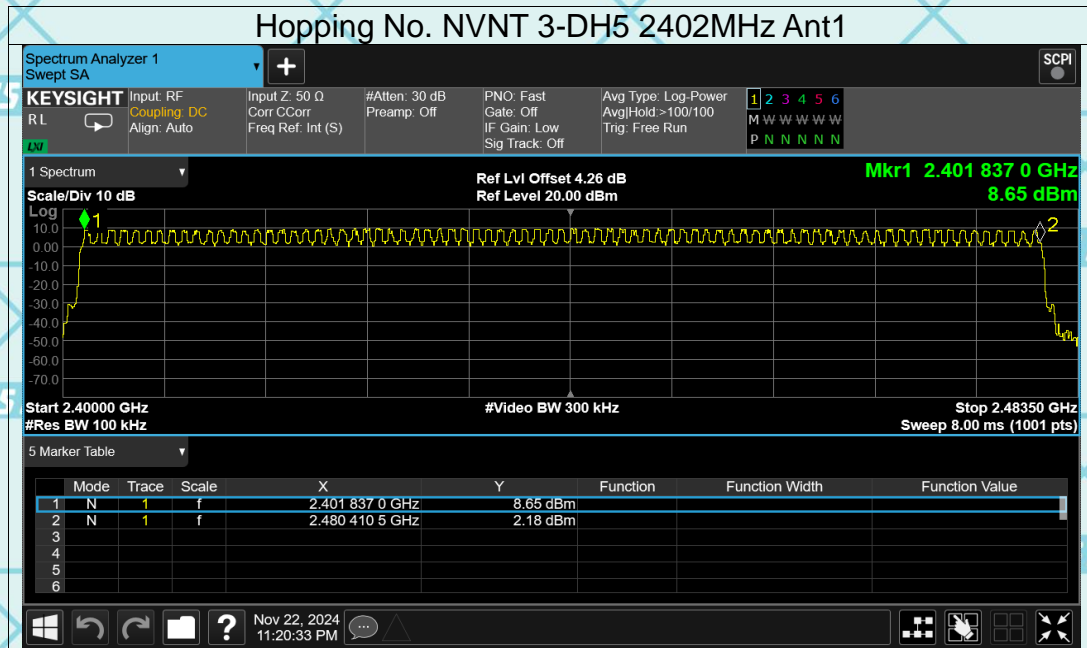 Hopping No. NVNT 3-DH5 2402MHz Ant1
Spectrum Analyzer 1
Swept SA
+
SCPI
KEYSIGHT
RL
LXI
Input: RF
Coupling: DC
Align: Auto
Input Z: 50 Ω
Corr CCorr
Freq Ref: Int (S)
#Atten: 30 dB
Preamp: Off
PNO: Fast
Gate: Off
IF Gain: Low
Sig Track: Off
Avg Type: Log-Power
Avg|Hold:>100/100
Trig: Free Run
1 2 3 4 5 6
M W W W W W
P N N N N N
1 Spectrum
Scale/Div 10 dB
Ref Lvl Offset 4.26 dB
Ref Level 20.00 dBm
Mkr1 2.401 837 0 GHz
8.65 dBm
Log
1
2
10.0
0.00
-10.0
-20.0
-30.0
-40.0
-50.0
-60.0
-70.0
Start 2.40000 GHz
#Video BW 300 kHz
Stop 2.48350 GHz
#Res BW 100 kHz
Sweep 8.00 ms (1001 pts)
5 Marker Table
Mode Trace Scale X Y Function Function Width Function Value
1 N 1 f 2.401 837 0 GHz 8.65 dBm
2 N 1 f 2.480 410 5 GHz 2.18 dBm
3
4
5
6
?
Nov 22, 2024
11:20:33 PM